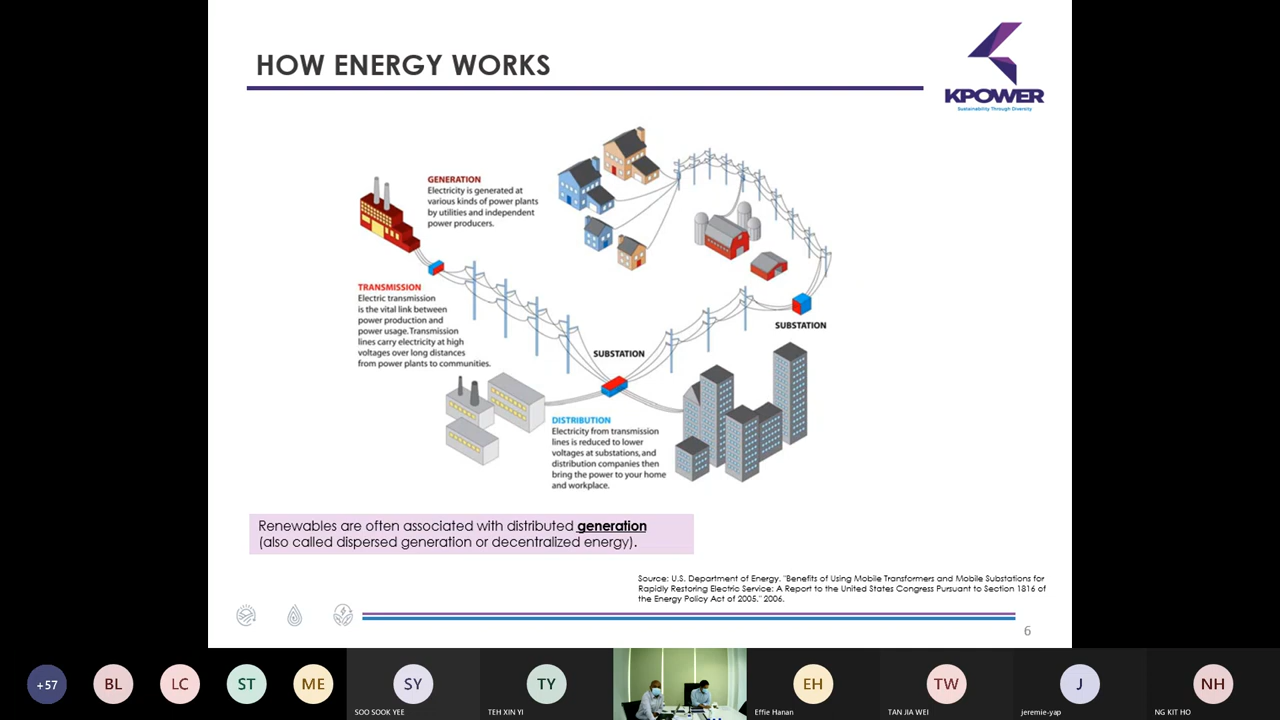 HOW ENERGY WORKS
KPOWER
Sustainability Through Diversity
GENERATION
Electricity is generated at
various kinds of power plants
by utilities and independent
power producers.
TRANSMISSION
Electric transmission
is the vital link between
power production and
power usage. Transmission
lines carry electricity at high
voltages over long distances
from power plants to communities.
SUBSTATION
SUBSTATION
DISTRIBUTION
Electricity from transmission
lines is reduced to lower
voltages at substations, and
distribution companies then
bring the power to your home
and workplace.
Renewables are often associated with distributed generation
(also called dispersed generation or decentralized energy).
Source: U.S. Department of Energy. "Benefits of Using Mobile Transformers and Mobile Substations for
Rapidly Restoring Electric Service: A Report to the United States Congress Pursuant to Section 1816 of
the Energy Policy Act of 2005." 2006.
6
+57
BL
LC
ST
ME
SY
SOO SOOK YEE
TY
TEH XIN YI
EH
Effie Hanan
TW
TAN JIA WEI
J
jeremie-yap
NH
NG KIT HO